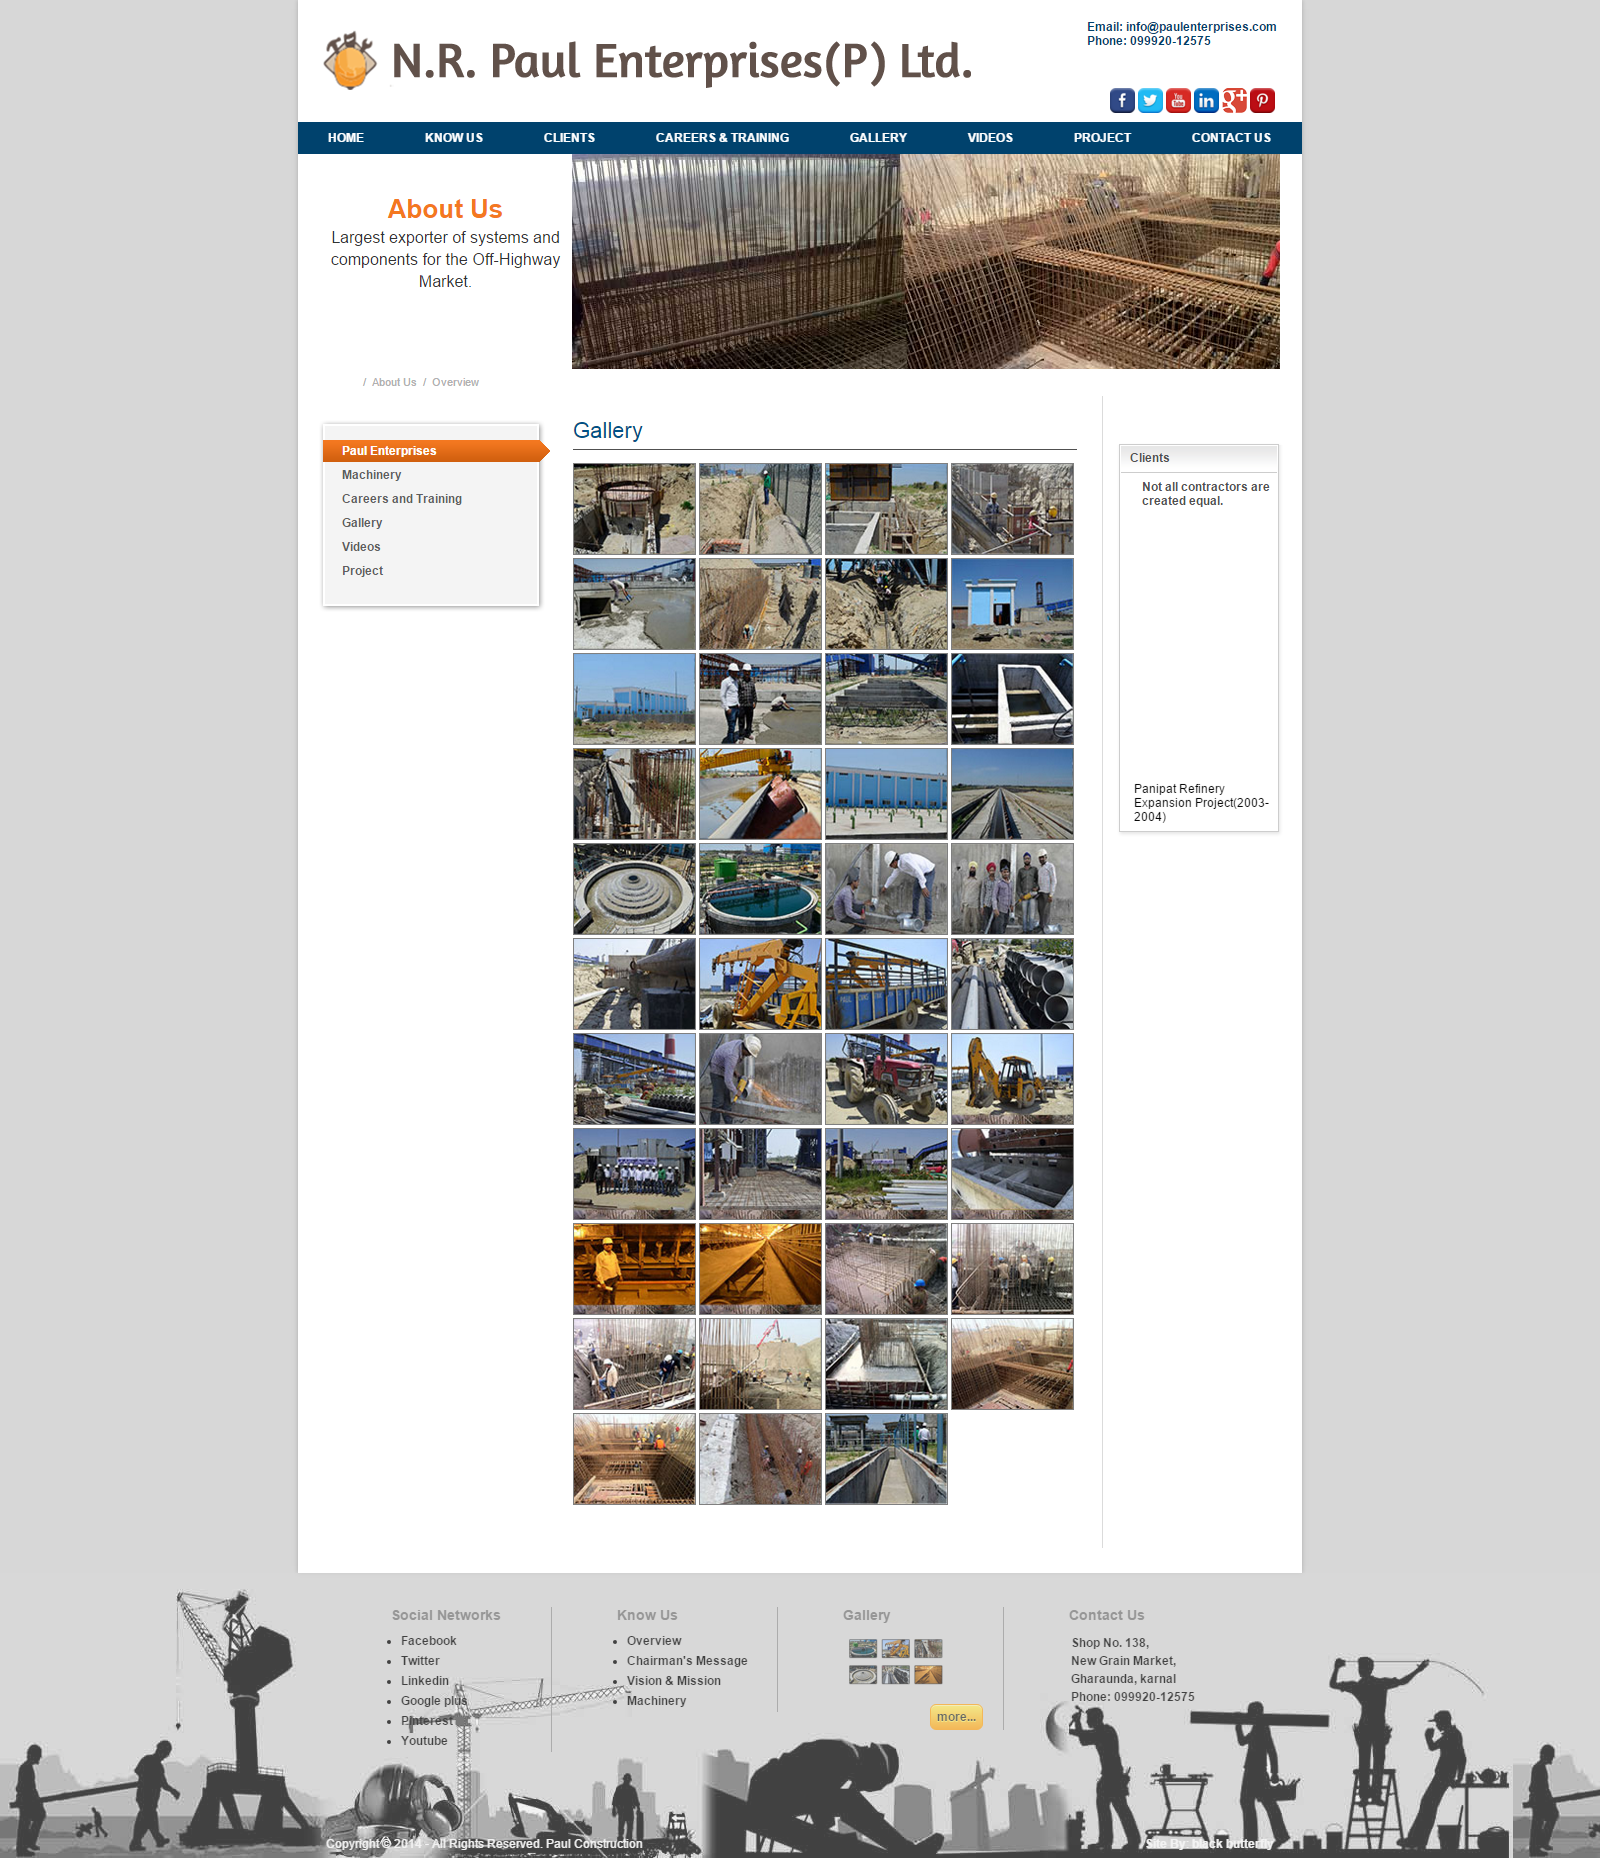 N.R. Paul Enterprises(P) Ltd.
Email: info@paulenterprises.com
Phone: 099920-12575
HOME KNOW US CLIENTS CAREERS & TRAINING GALLERY VIDEOS PROJECT CONTACT US
About Us
Largest exporter of systems and
components for the Off-Highway
Market.
/ About Us / Overview
Paul Enterprises
Machinery
Careers and Training
Gallery
Videos
Project
Gallery
Clients
Not all contractors are
created equal.
Panipat Refinery
Expansion Project(2003-
2004)
Social Networks
Facebook
Twitter
Linkedin
Google plus
Pinterest
Youtube
Know Us
Overview
Chairman's Message
Vision & Mission
Machinery
Gallery
more...
Contact Us
Shop No. 138,
New Grain Market,
Gharaunda, karnal
Phone: 099920-12575
Copyright © 2014 - All Rights Reserved. Paul Construction
Site By: black butterfly